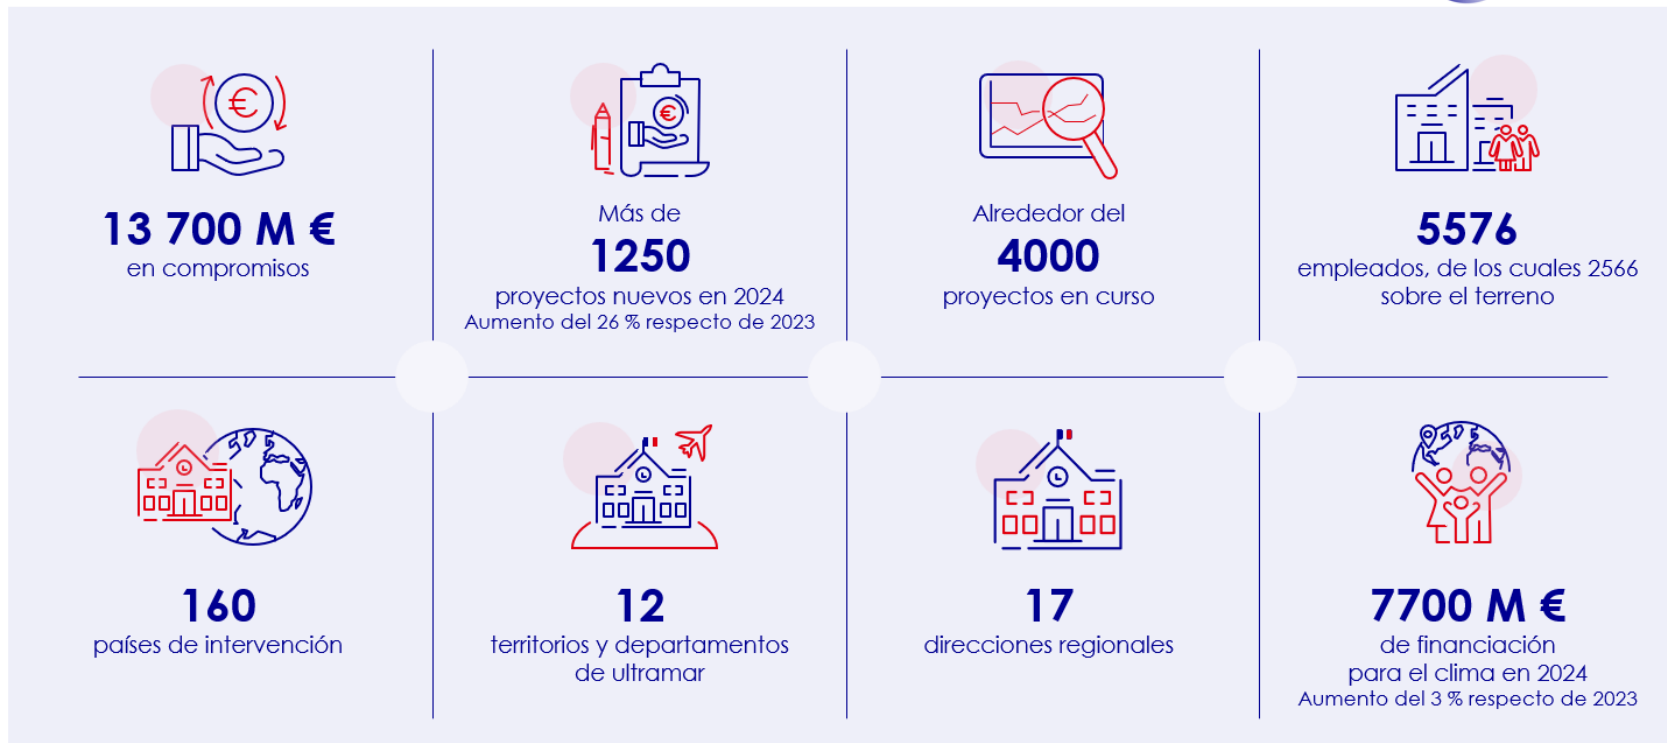 13 700 M €
en compromisos
Más de
1250
proyectos nuevos en 2024
Aumento del 26 % respecto de 2023
Alrededor del
4000
proyectos en curso
5576
empleados, de los cuales 2566
sobre el terreno
160
países de intervención
12
territorios y departamentos
de ultramar
17
direcciones regionales
7700 M €
de financiación
para el clima en 2024
Aumento del 3 % respecto de 2023